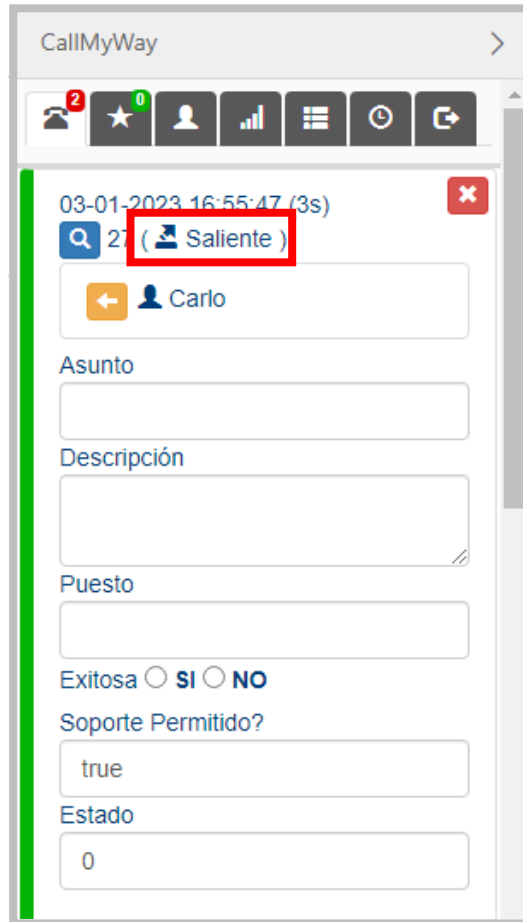 CallMyWay
2 0
03-01-2023 16:55:47 (3s)
27 ( Saliente )
Carlo
Asunto
Descripción
Puesto
Exitosa SI NO
Soporte Permitido?
true
Estado
0